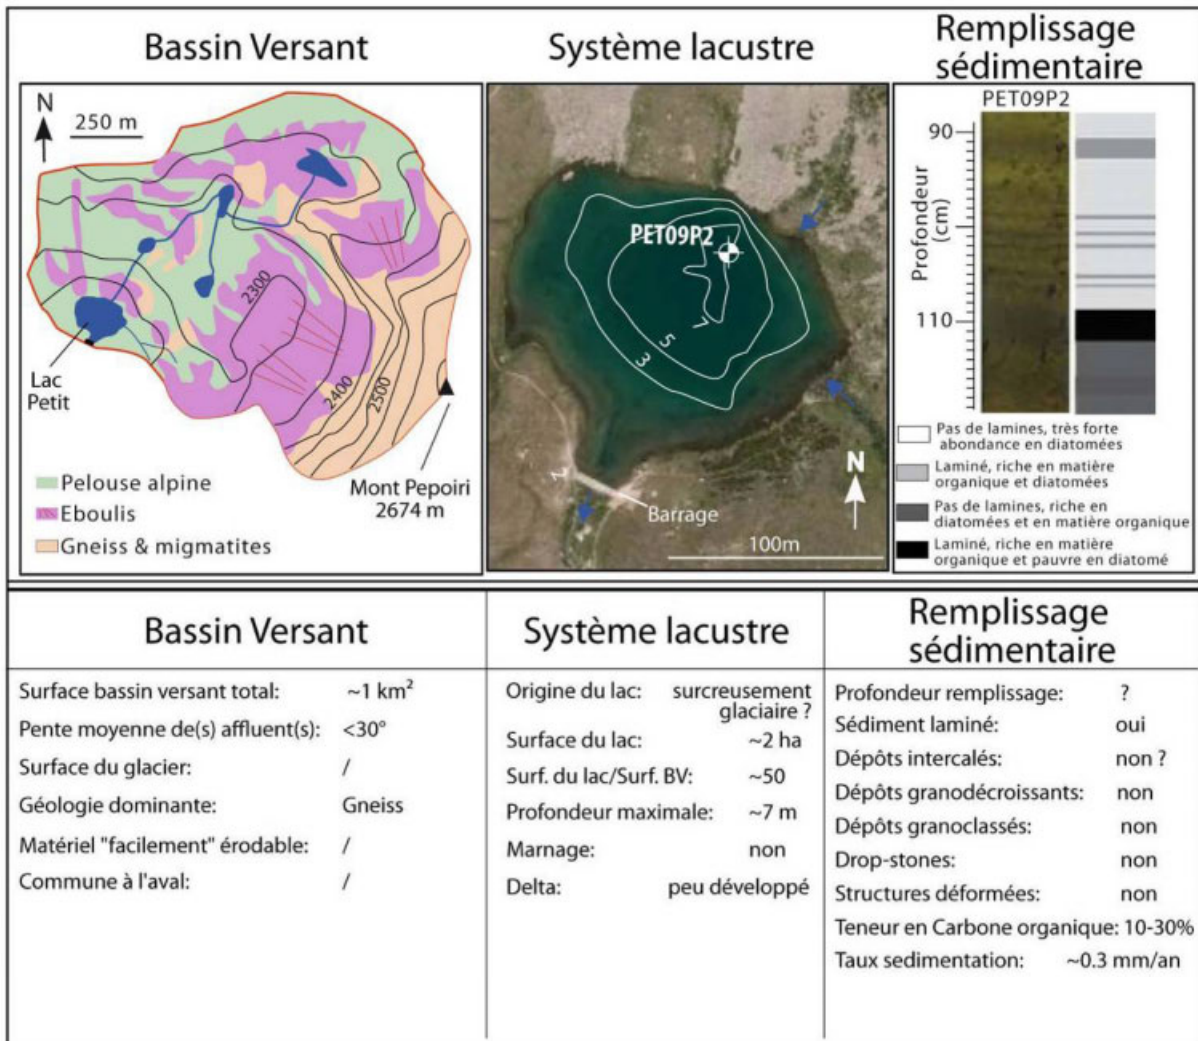 Bassin Versant
Système lacustre
Remplissage
sédimentaire
N
250 m
2300
2400
2500
Lac
Petit
Mont Pepoiri
2674 m
Pelouse alpine
Eboulis
Gneiss & migmatites
PET09P2
7
5
3
2
Barrage
N
100m
PET09P2
90
110
Profondeur
(cm)
Pas de lamines, très forte
abondance en diatomées
Laminé, riche en matière
organique et diatomées
Pas de lamines, riche en
diatomées et en matière organique
Laminé, riche en matière
organique et pauvre en diatomé
Bassin Versant
Surface bassin versant total: ~1 km²
Pente moyenne de(s) affluent(s): <30°
Surface du glacier: /
Géologie dominante: Gneiss
Matériel "facilement" érodable: /
Commune à l'aval: /
Système lacustre
Origine du lac: surcreusement
glaciaire ?
Surface du lac: ~2 ha
Surf. du lac/Surf. BV: ~50
Profondeur maximale: ~7 m
Marnage: non
Delta: peu développé
Remplissage
sédimentaire
Profondeur remplissage: ?
Sédiment laminé: oui
Dépôts intercalés: non ?
Dépôts granodécroissants: non
Dépôts granoclassés: non
Drop-stones: non
Structures déformées: non
Teneur en Carbone organique: 10-30%
Taux sedimentation: ~0.3 mm/an